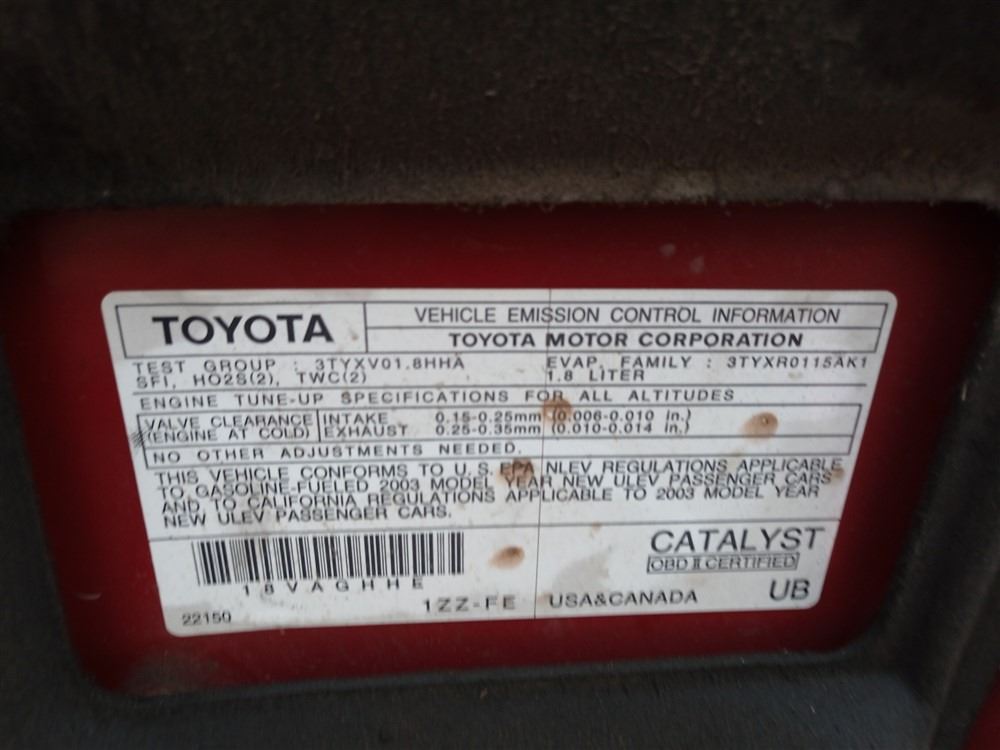 TOYOTA
VEHICLE EMISSION CONTROL INFORMATION
TOYOTA MOTOR CORPORATION
TEST GROUP : 3TYXV01.8HHA EVAP. FAMILY : 3TYXR0115AK1
SFI, HO2S(2), TWC(2) 1.8 LITER
ENGINE TUNE-UP SPECIFICATIONS FOR ALL ALTITUDES
VALVE CLEARANCE INTAKE 0.15-0.25mm (0.006-0.010 in.)
(ENGINE AT COLD) EXHAUST 0.25-0.35mm (0.010-0.014 in.)
NO OTHER ADJUSTMENTS NEEDED.
THIS VEHICLE CONFORMS TO U.S. EPA NLEV REGULATIONS APPLICABLE
TO GASOLINE-FUELED 2003 MODEL YEAR NEW ULEV PASSENGER CARS
AND TO CALIFORNIA REGULATIONS APPLICABLE TO 2003 MODEL YEAR
NEW ULEV PASSENGER CARS.
CATALYST
OBD II CERTIFIED
18VAGHHE
22150 1ZZ-FE USA&CANADA UB